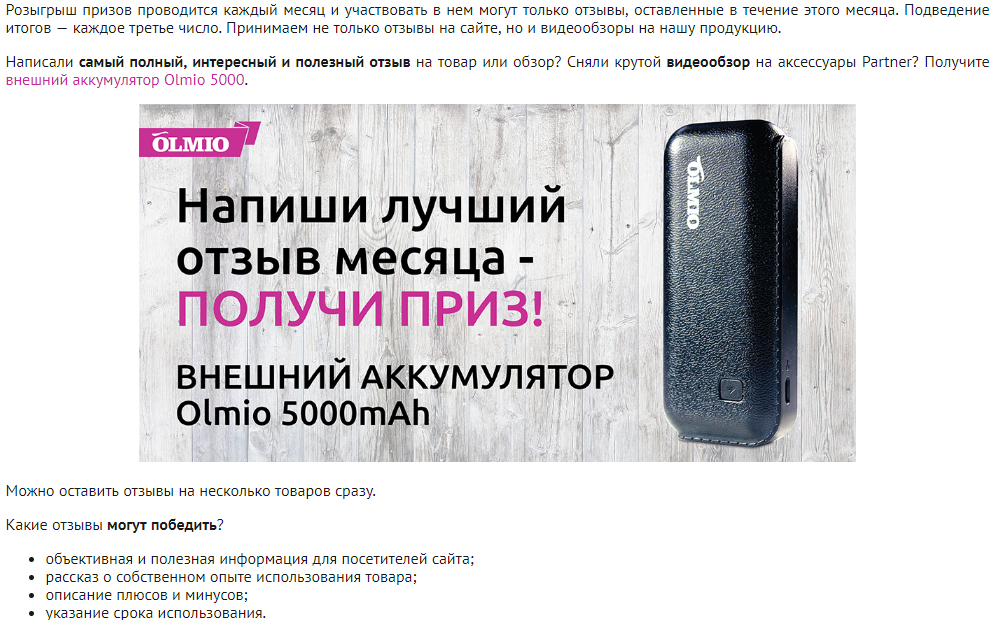 Розыгрыш призов проводится каждый месяц и участвовать в нем могут только отзывы, оставленные в течение этого месяца. Подведение
итогов — каждое третье число. Принимаем не только отзывы на сайте, но и видеообзоры на нашу продукцию.
Написали самый полный, интересный и полезный отзыв на товар или обзор? Сняли крутой видеообзор на аксессуары Partner? Получите
внешний аккумулятор Olmio 5000.
OLMIO
Напиши лучший
отзыв месяца -
ПОЛУЧИ ПРИЗ!
ВНЕШНИЙ АККУМУЛЯТОР
Olmio 5000mAh
OLMIO
Можно оставить отзывы на несколько товаров сразу.
Какие отзывы могут победить?
• объективная и полезная информация для посетителей сайта;
• рассказ о собственном опыте использования товара;
• описание плюсов и минусов;
• указание срока использования.